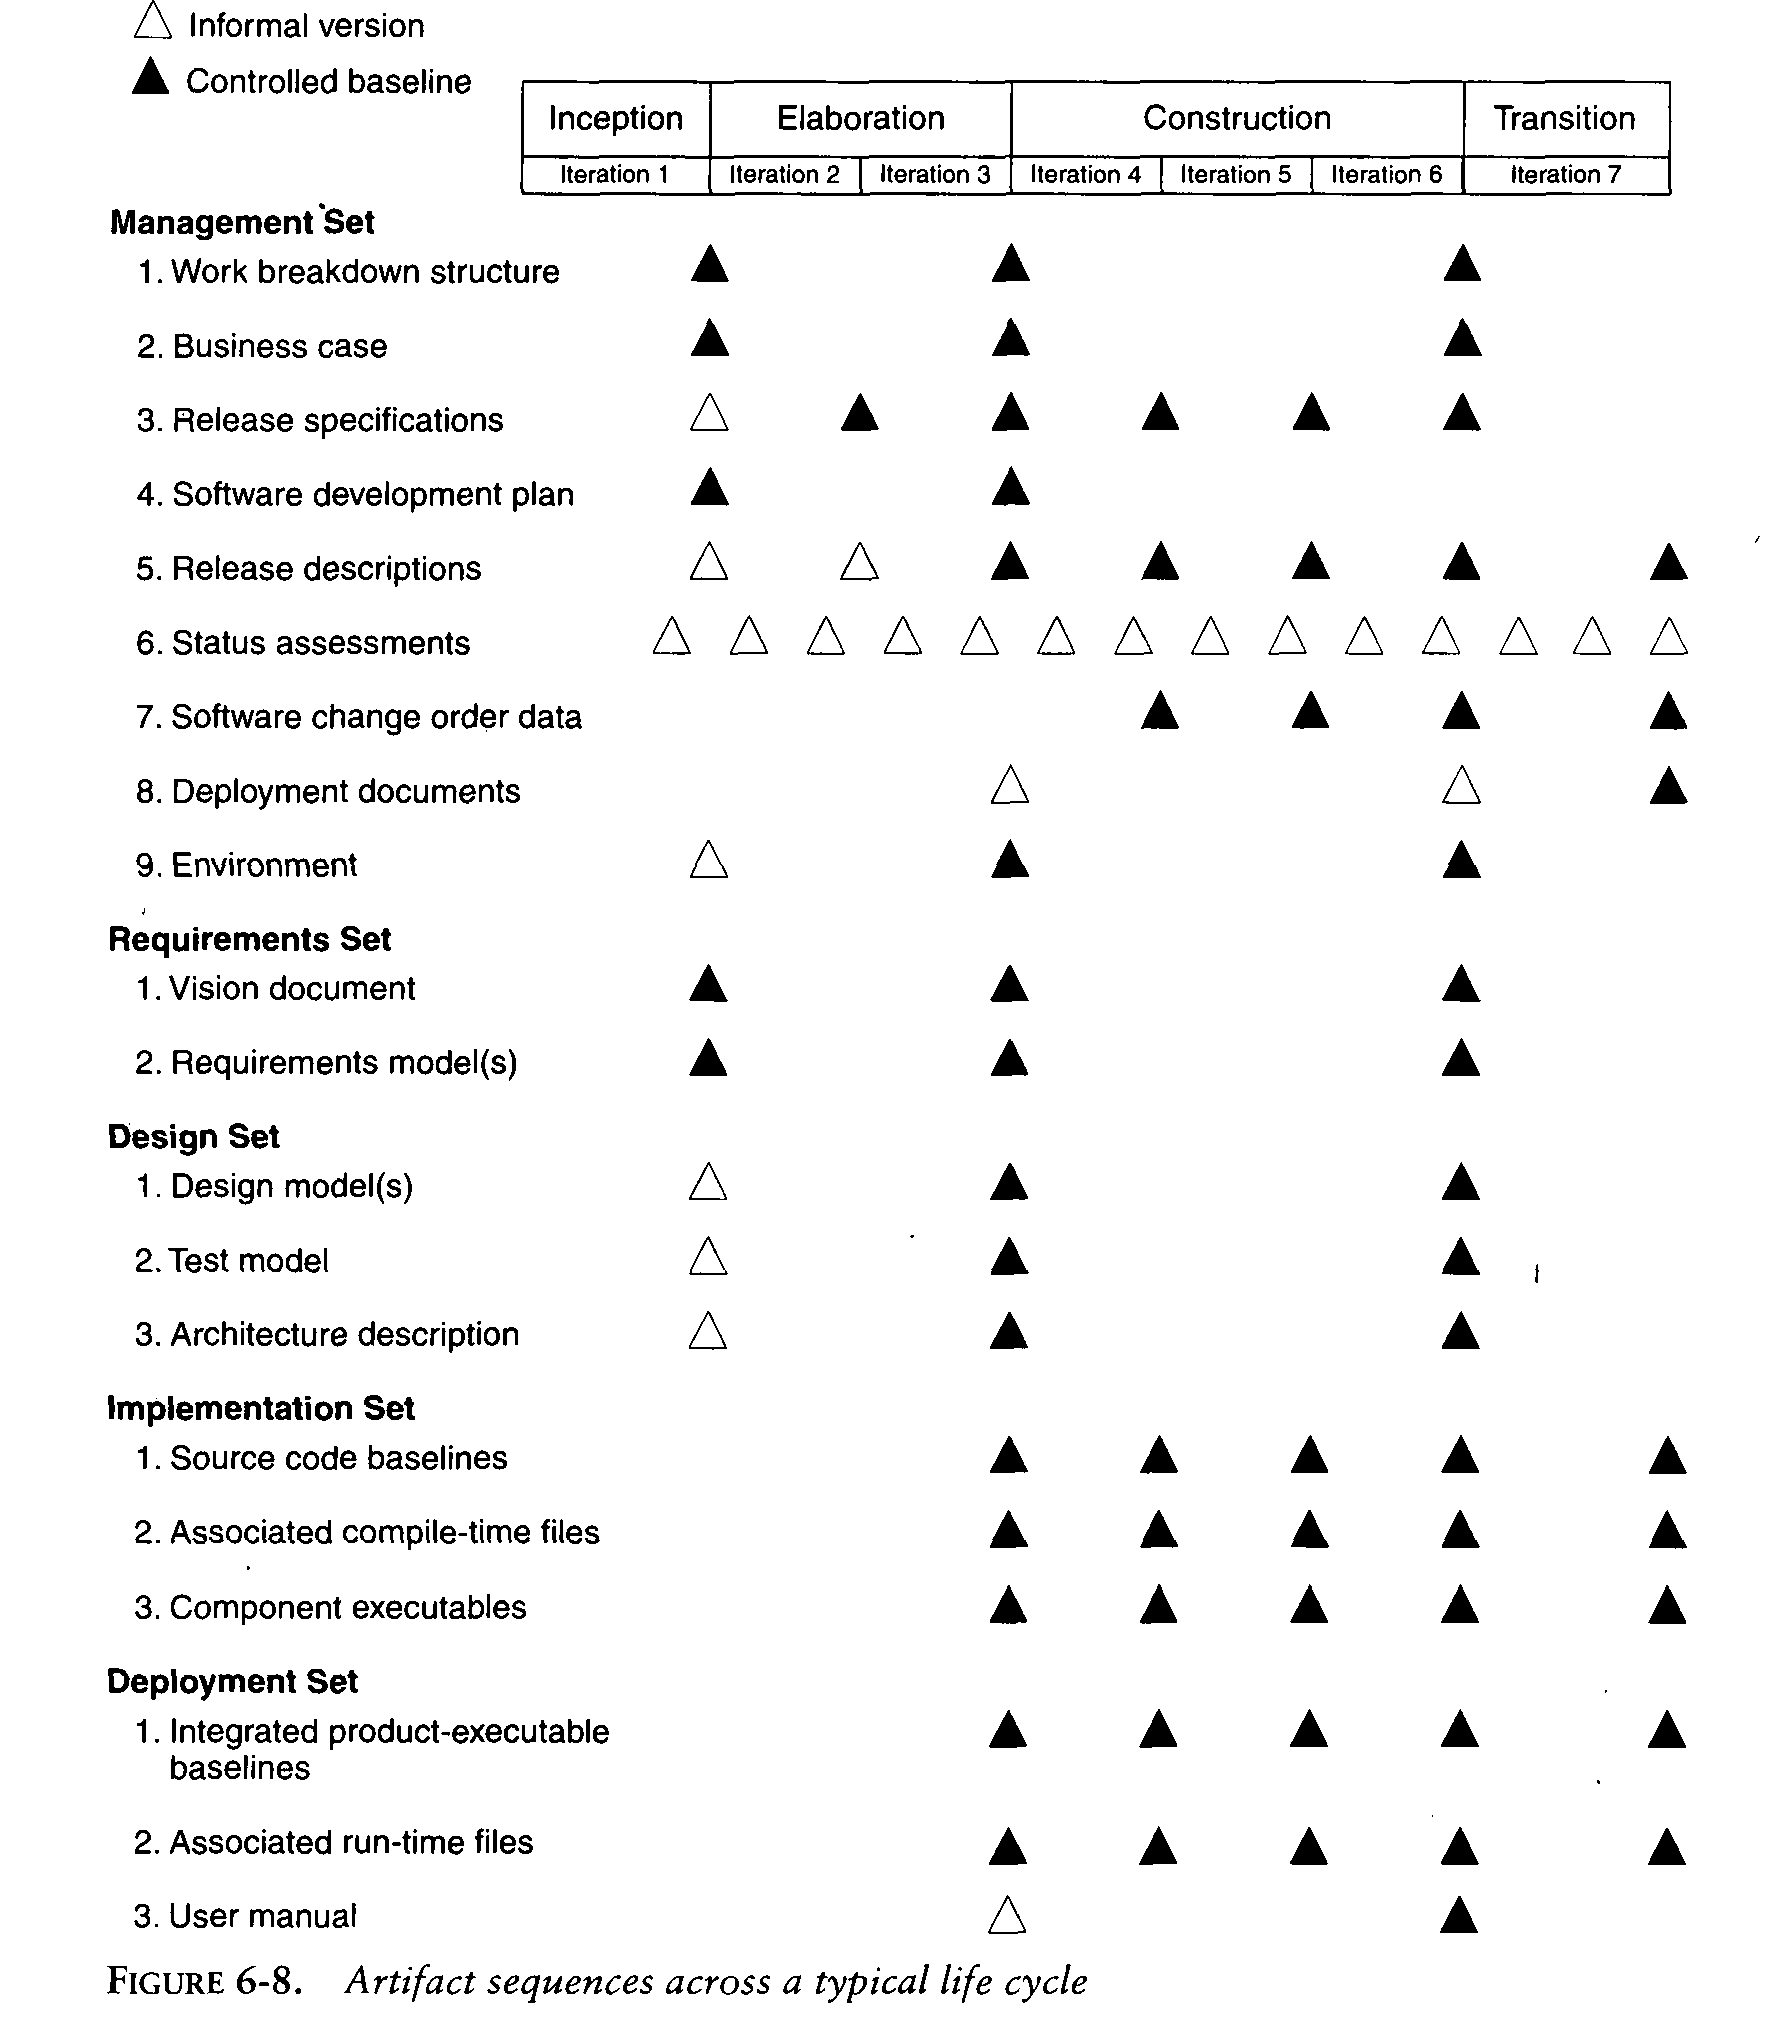 Informal version
Controlled baseline
Inception Elaboration Construction Transition
Iteration 1 Iteration 2 Iteration 3 Iteration 4 Iteration 5 Iteration 6 Iteration 7
Management Set
1. Work breakdown structure
2. Business case
3. Release specifications
4. Software development plan
5. Release descriptions
6. Status assessments
7. Software change order data
8. Deployment documents
9. Environment
Requirements Set
1. Vision document
2. Requirements model(s)
Design Set
1. Design model(s)
2. Test model
3. Architecture description
Implementation Set
1. Source code baselines
2. Associated compile-time files
3. Component executables
Deployment Set
1. Integrated product-executable
baselines
2. Associated run-time files
3. User manual
FIGURE 6-8. Artifact sequences across a typical life cycle